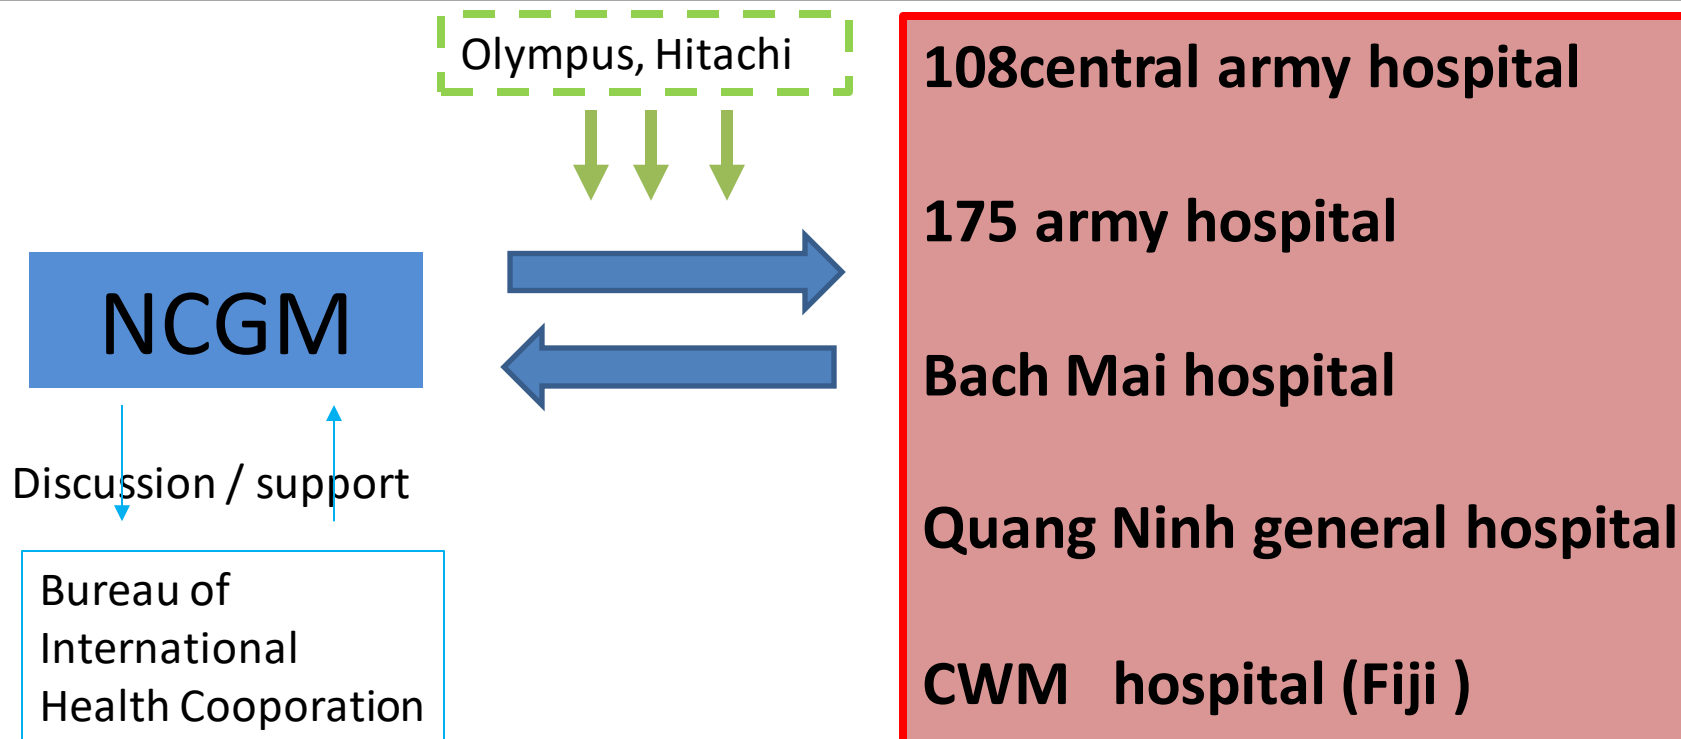 Olympus, Hitachi
NCGM
Discussion / support
Bureau of
International
Health Cooporation
108central army hospital
175 army hospital
Bach Mai hospital
Quang Ninh general hospital
CWM hospital (Fiji )